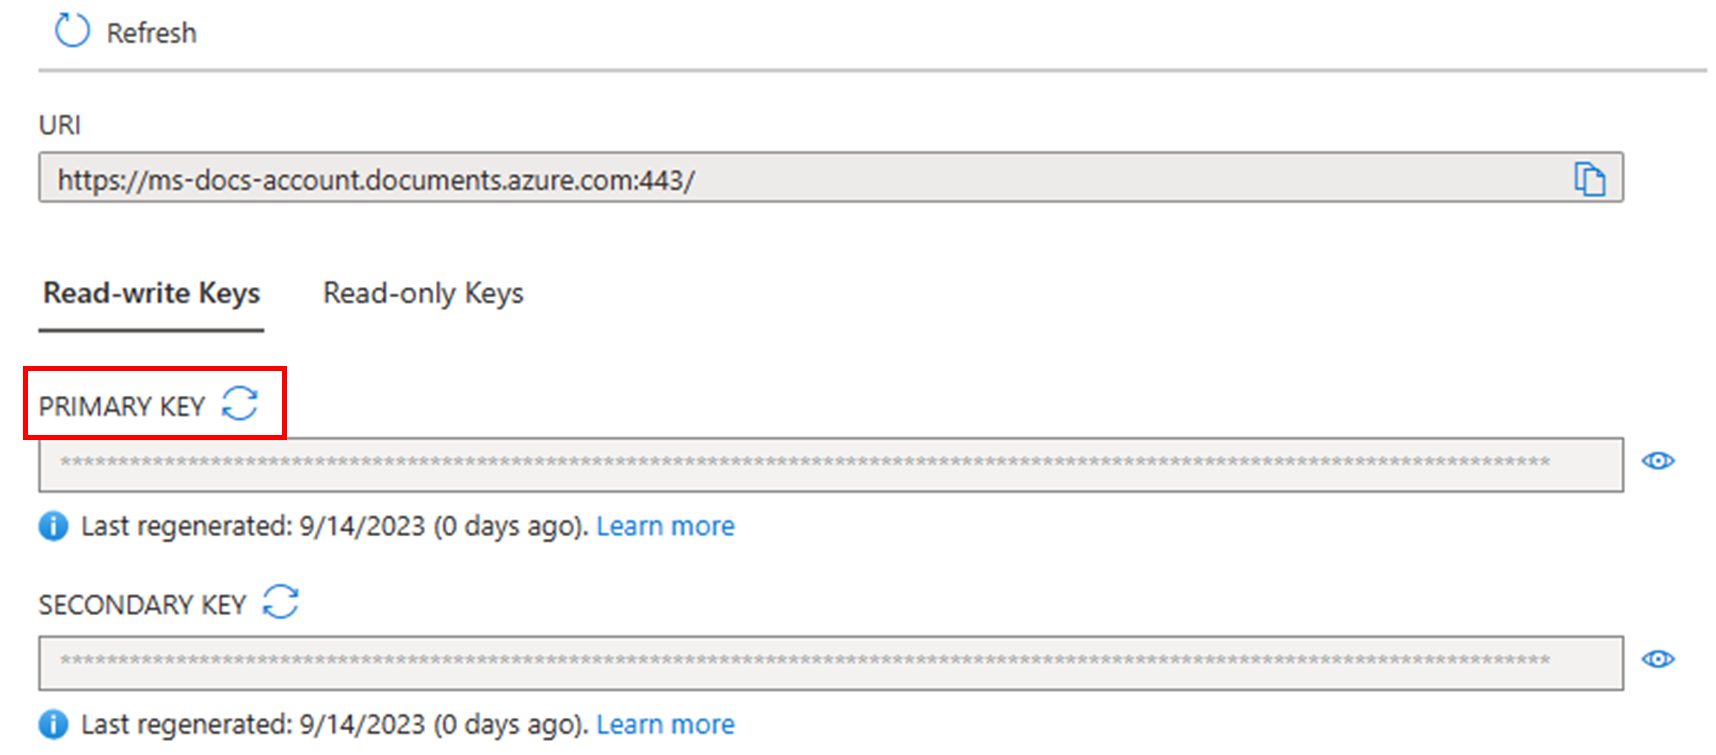 Refresh
URI
https://ms-docs-account.documents.azure.com:443/
Read-write Keys Read-only Keys
PRIMARY KEY
*********************************************************************************************************************************
Last regenerated: 9/14/2023 (0 days ago). Learn more
SECONDARY KEY
*********************************************************************************************************************************
Last regenerated: 9/14/2023 (0 days ago). Learn more